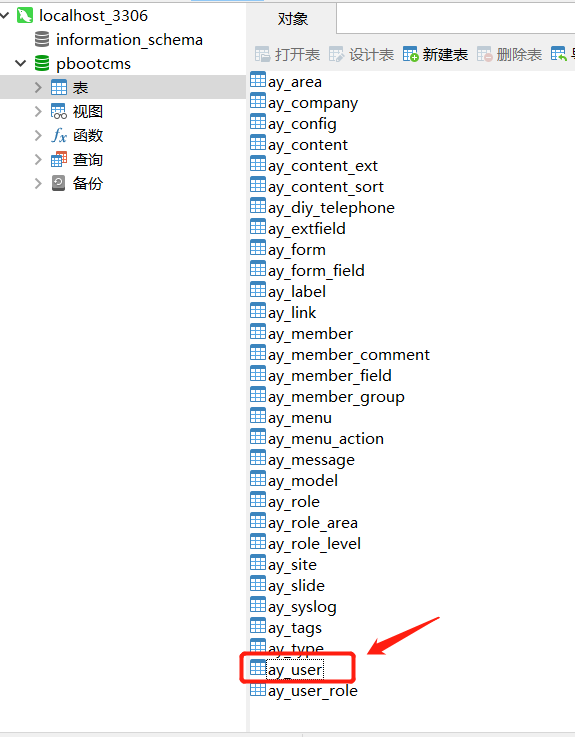 localhost_3306
information_schema
pbootcms
表
视图
函数
查询
备份
对象
打开表 设计表 新建表 删除表
ay_area
ay_company
ay_config
ay_content
ay_content_ext
ay_content_sort
ay_diy_telephone
ay_extfield
ay_form
ay_form_field
ay_label
ay_link
ay_member
ay_member_comment
ay_member_field
ay_member_group
ay_menu
ay_menu_action
ay_message
ay_model
ay_role
ay_role_area
ay_role_level
ay_site
ay_slide
ay_syslog
ay_tags
ay_type
ay_user
ay_user_role